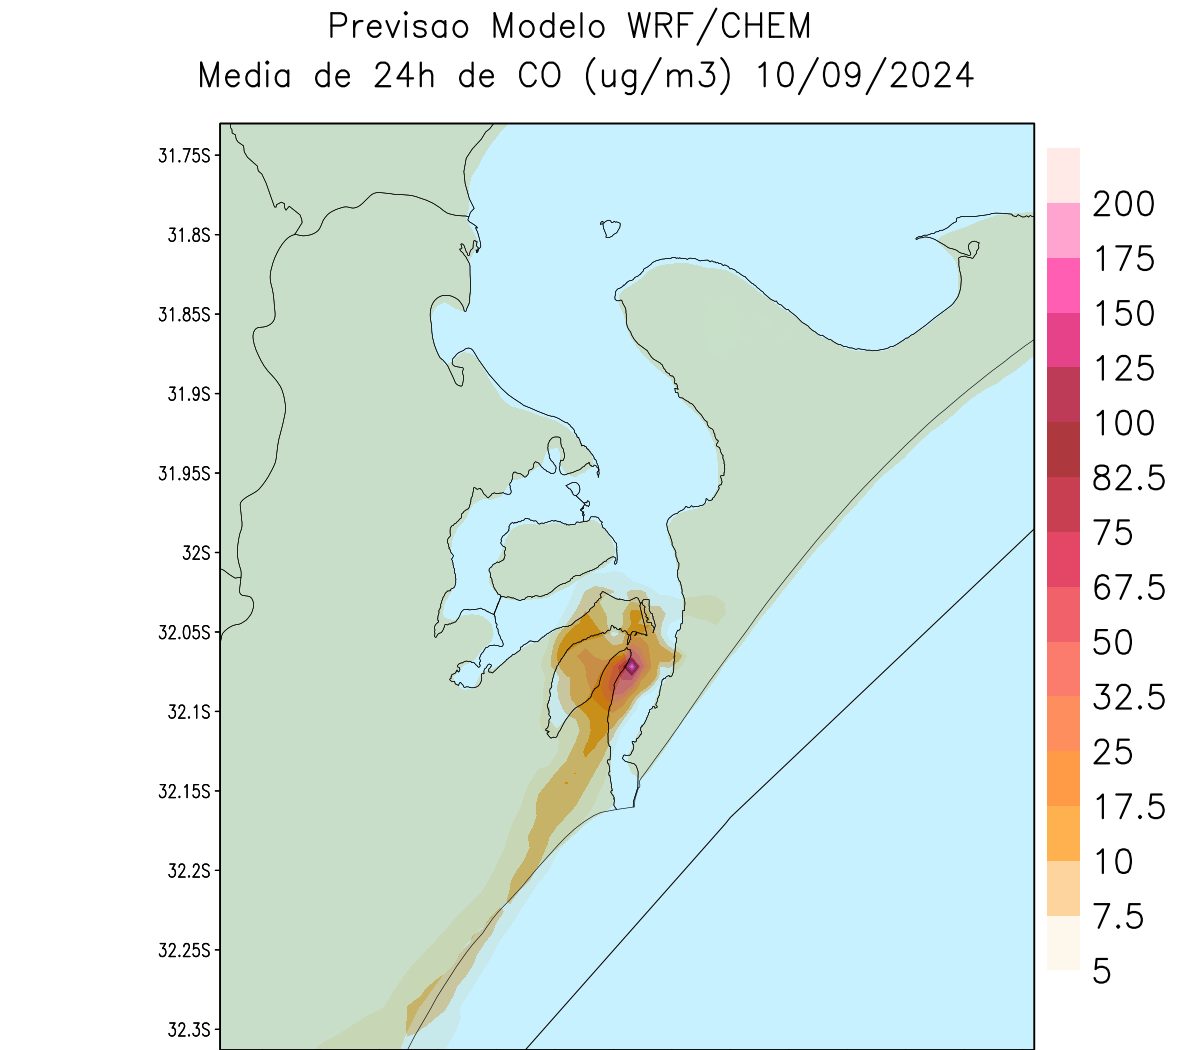 Previsao Modelo WRF/CHEM
Media de 24h de CO (ug/m3) 10/09/2024
31.75S
31.8S
31.85S
31.9S
31.95S
32S
32.05S
32.1S
32.15S
32.2S
32.25S
32.3S
200
175
150
125
100
82.5
75
67.5
50
32.5
25
17.5
10
7.5
5